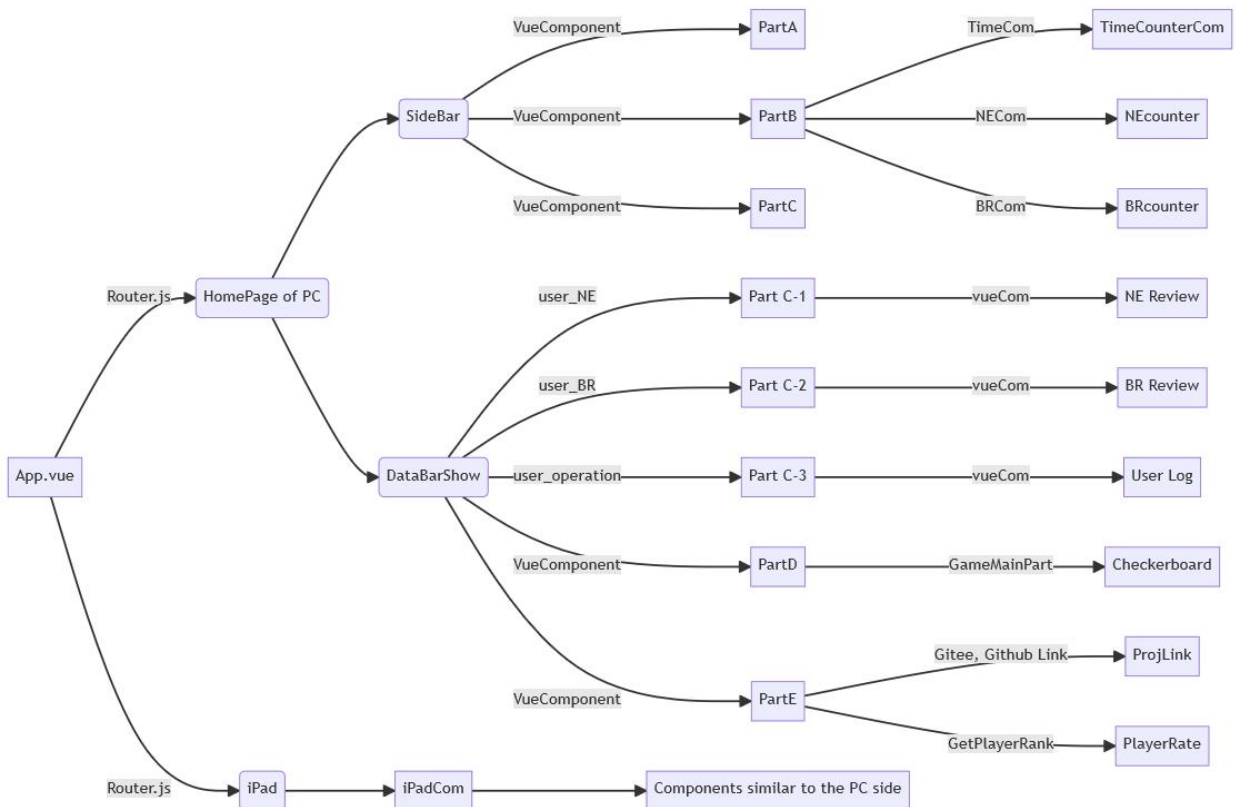 VueComponent
PartA
TimeCom
TimeCounterCom
SideBar
VueComponent
PartB
NECom
NEcounter
VueComponent
PartC
BRCom
BRcounter
Router.js
HomePage of PC
user_NE
Part C-1
vueCom
NE Review
user_BR
Part C-2
vueCom
BR Review
App.vue
DataBarShow
user_operation
Part C-3
vueCom
User Log
VueComponent
PartD
GameMainPart
Checkerboard
Gitee, Github Link
ProjLink
VueComponent
PartE
GetPlayerRank
PlayerRate
Router.js
iPad
iPadCom
Components similar to the PC side